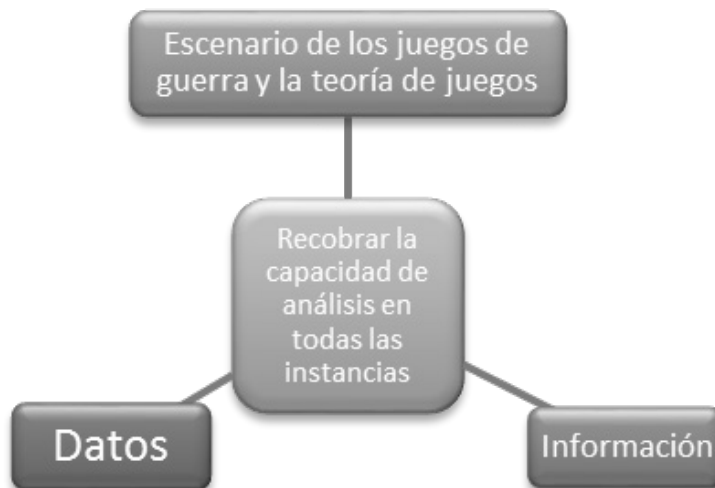 Escenario de los juegos de
guerra y la teoría de juegos
Recobrar la
capacidad de
análisis en
todas las
instancias
Datos
Información